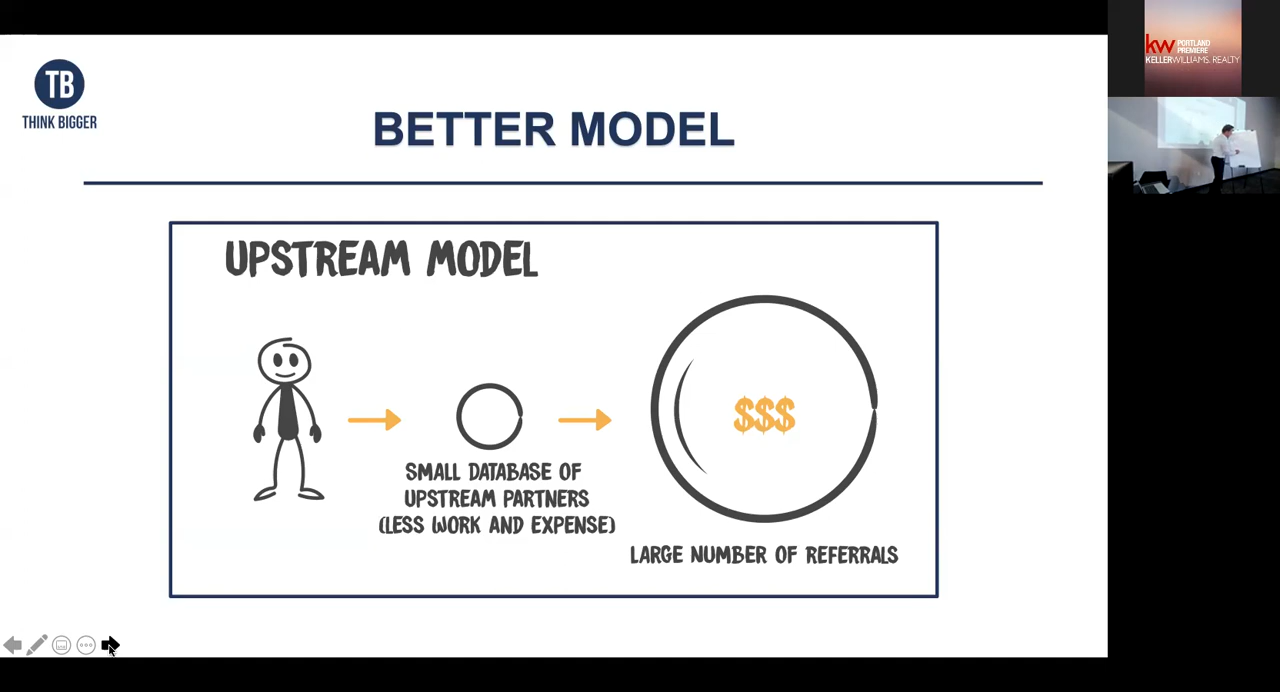 TB
THINK BIGGER
BETTER MODEL
UPSTREAM MODEL
$$$
SMALL DATABASE OF
UPSTREAM PARTNERS
(LESS WORK AND EXPENSE)
LARGE NUMBER OF REFERRALS
kw PORTLAND
PREMIERE
KELLERWILLIAMS. REALTY